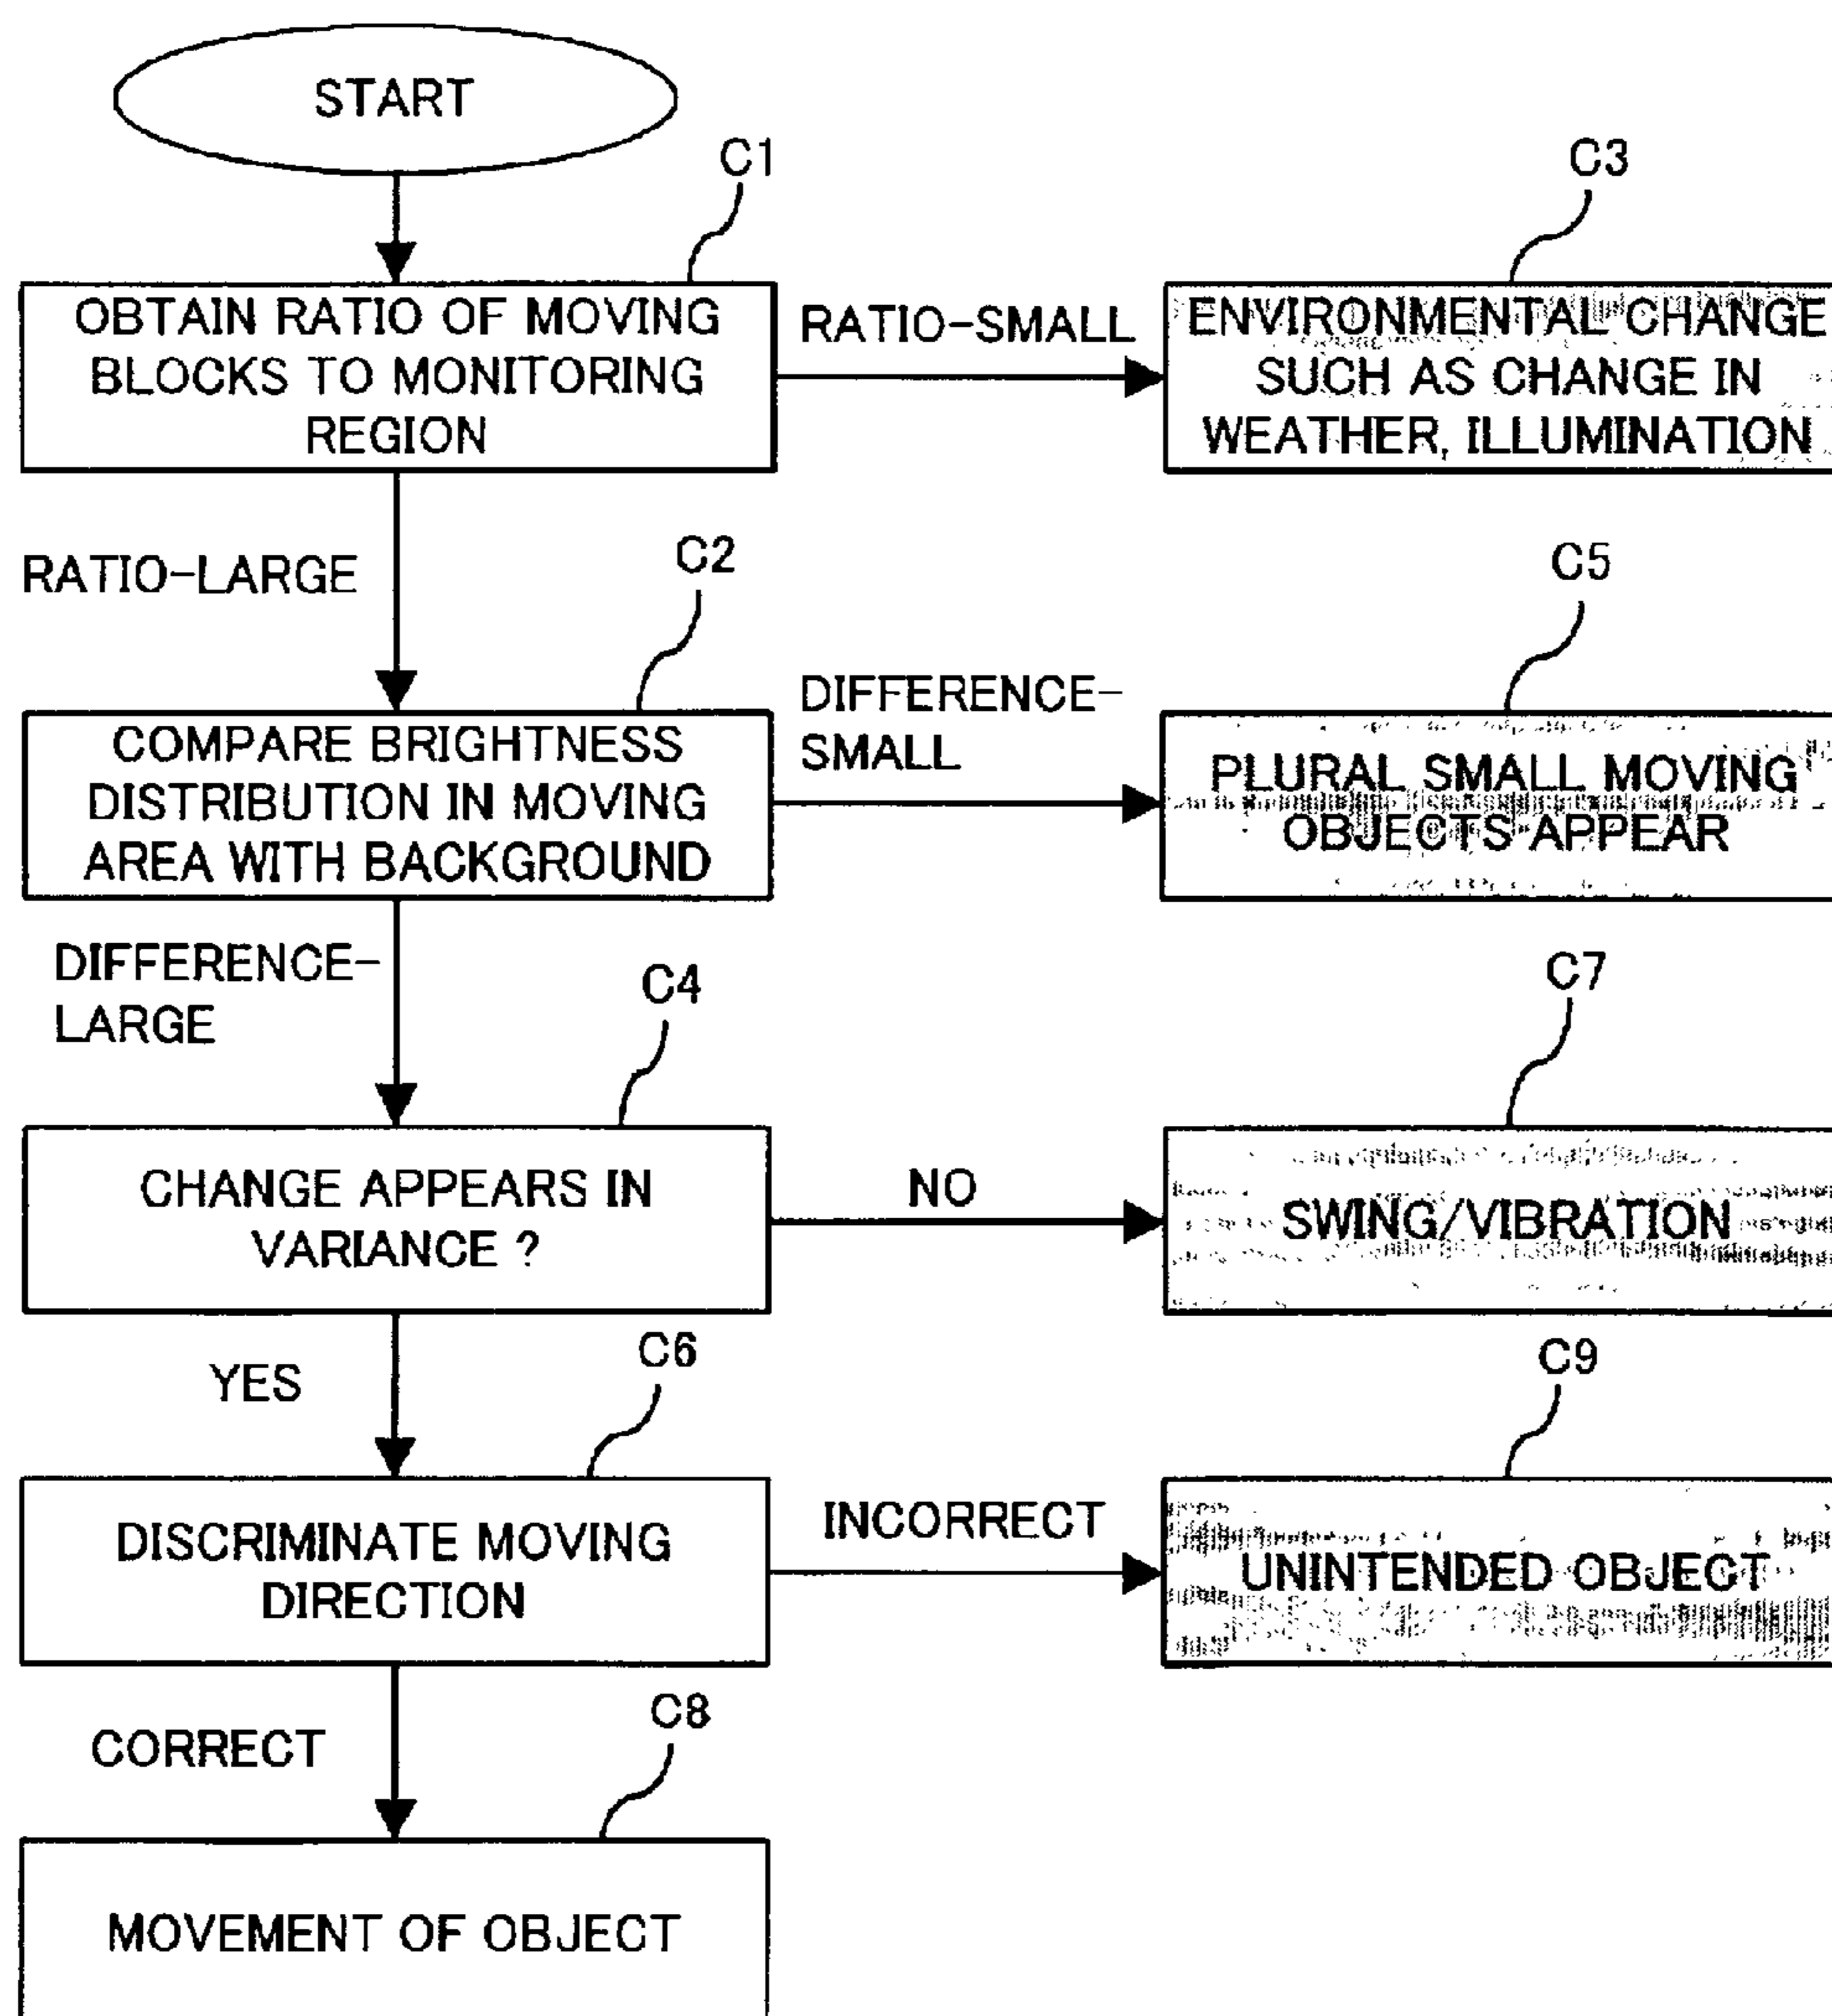 START
C1
C3
OBTAIN RATIO OF MOVING
BLOCKS TO MONITORING
REGION
RATIO-SMALL
ENVIRONMENTAL CHANGE
SUCH AS CHANGE IN
WEATHER, ILLUMINATION
RATIO-LARGE
C2
C5
COMPARE BRIGHTNESS
DISTRIBUTION IN MOVING
AREA WITH BACKGROUND
DIFFERENCE-
SMALL
PLURAL SMALL MOVING
OBJECTS APPEAR
DIFFERENCE-
LARGE
C4
C7
CHANGE APPEARS IN
VARIANCE ?
NO
SWING/VIBRATION
YES
C6
C9
DISCRIMINATE MOVING
DIRECTION
INCORRECT
UNINTENDED OBJECT
CORRECT
C8
MOVEMENT OF OBJECT